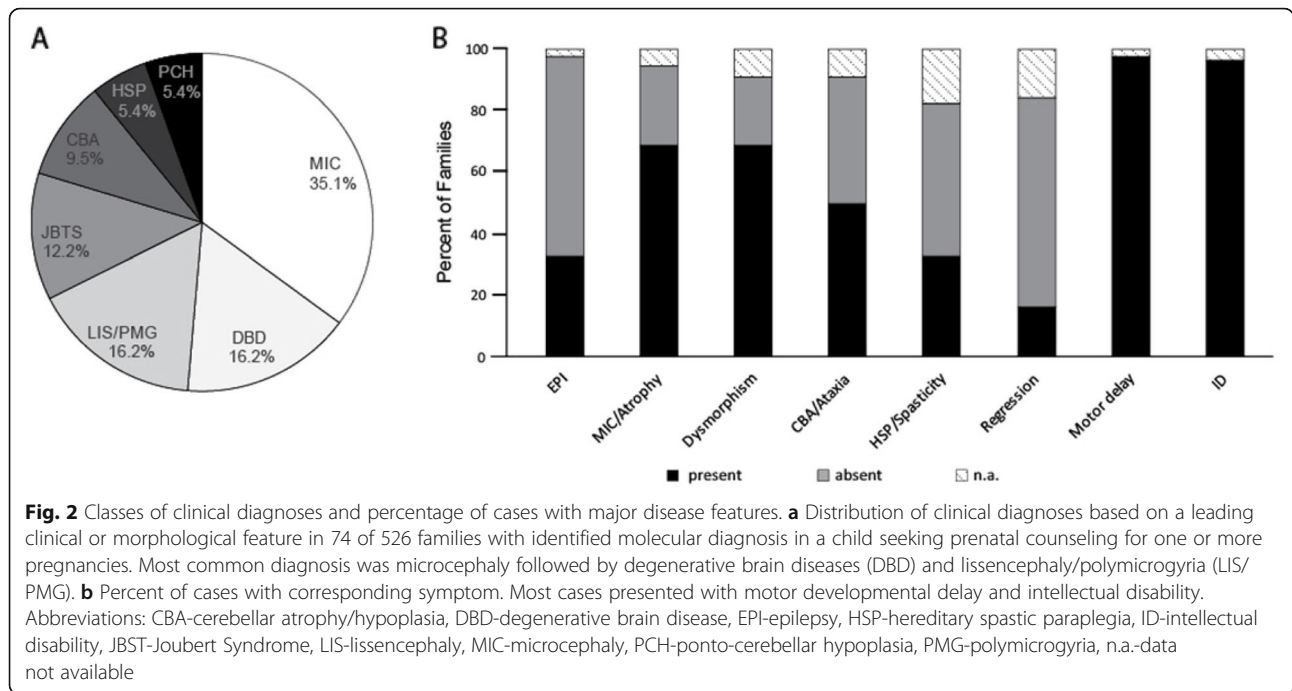 A
PCH
5.4%
HSP
5.4%
CBA
9.5%
JBTS
12.2%
LIS/PMG
16.2%
DBD
16.2%
MIC
35.1%
B
Percent of Families
100
80
60
40
20
0
EPI
MIC/Atrophy
Dysmorphism
CBA/Ataxia
HSP/Spasticity
Regression
Motor delay
ID
present absent n.a.
Fig. 2 Classes of clinical diagnoses and percentage of cases with major disease features. a Distribution of clinical diagnoses based on a leading
clinical or morphological feature in 74 of 526 families with identified molecular diagnosis in a child seeking prenatal counseling for one or more
pregnancies. Most common diagnosis was microcephaly followed by degenerative brain diseases (DBD) and lissencephaly/polymicrogyria (LIS/
PMG). b Percent of cases with corresponding symptom. Most cases presented with motor developmental delay and intellectual disability.
Abbreviations: CBA-cerebellar atrophy/hypoplasia, DBD-degenerative brain disease, EPI-epilepsy, HSP-hereditary spastic paraplegia, ID-intellectual
disability, JBST-Joubert Syndrome, LIS-lissencephaly, MIC-microcephaly, PCH-ponto-cerebellar hypoplasia, PMG-polymicrogyria, n.a.-data
not available